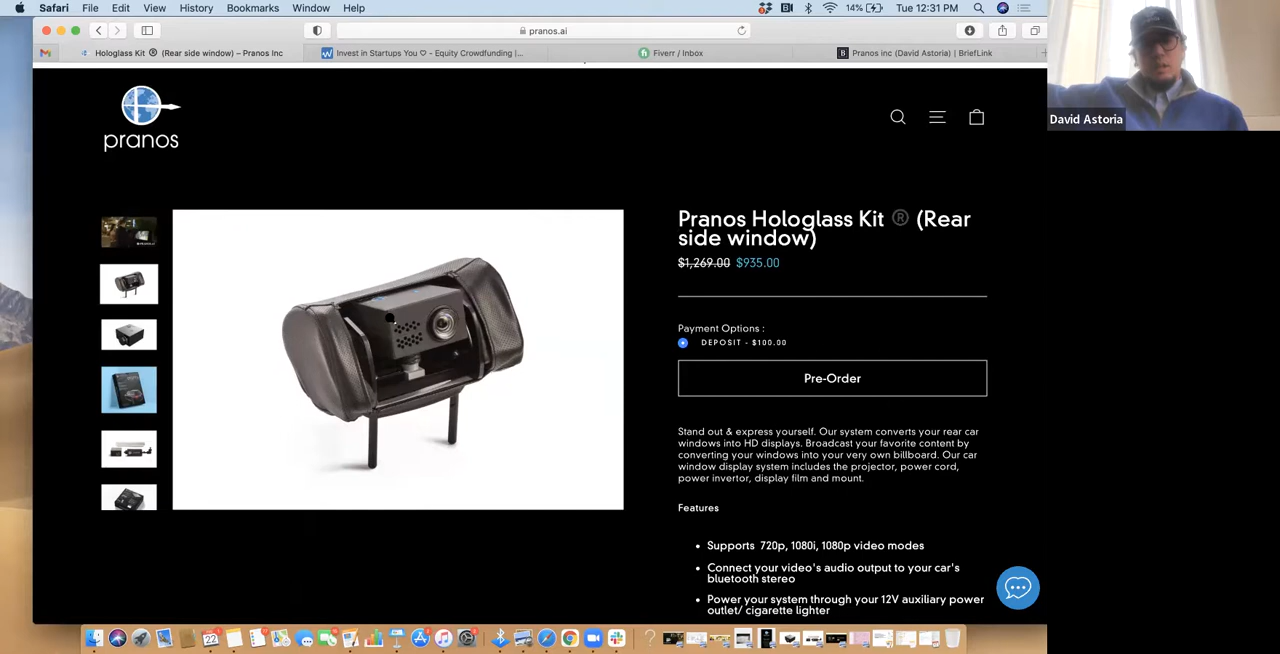 Safari File Edit View History Bookmarks Window Help 14% Tue 12:31 PM
pranos.ai
Hologlass Kit ® (Rear side window) – Pranos Inc
Invest in Startups You ♡ - Equity Crowdfunding |...
Fiverr / Inbox
Pranos inc (David Astoria) | BriefLink
David Astoria
pranos
Pranos Hologlass Kit ® (Rear
side window)
$1,269.00 $935.00
Payment Options :
DEPOSIT - $100.00
Pre-Order
Stand out & express yourself. Our system converts your rear car
windows into HD displays. Broadcast your favorite content by
converting your windows into your very own billboard. Our car
window display system includes the projector, power cord,
power invertor, display film and mount.
Features
• Supports 720p, 1080i, 1080p video modes
• Connect your video's audio output to your car's
bluetooth stereo
• Power your system through your 12V auxiliary power
outlet/ cigarette lighter
22